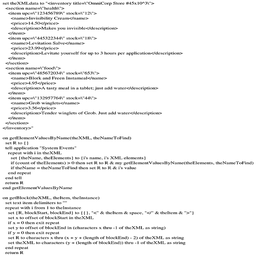 set theXMLdata to "<inventory title=\"OmniCorp Store #45x10^3\">
<section name=\"health\">
<item upc=\"123456789\" stock=\"12\">
<name>Invisibility Cream</name>
<price>14.50</price>
<description>Makes you invisible</description>
</item>
<item upc=\"445322344\" stock=\"18\">
<name>Levitation Salve</name>
<price>23.99</price>
<description>Levitate yourself for up to 3 hours per application</description>
</item>
</section>
<section name=\"food\">
<item upc=\"485672034\" stock=\"653\">
<name>Blork and Freen Instameal</name>
<price>4.95</price>
<description>A tasty meal in a tablet; just add water</description>
</item>
<item upc=\"132957764\" stock=\"44\">
<name>Grob winglets</name>
<price>3.56</price>
<description>Tender winglets of Grob. Just add water</description>
</item>
</section>
</inventory>"
on getElementValuesByName(theXML, theNameToFind)
set R to {}
tell application "System Events"
repeat with i in theXML
set {theName, theElements} to {i's name, i's XML elements}
if (count of theElements) > 0 then set R to R & my getElementValuesByName(theElements, theNameToFind)
if theName = theNameToFind then set R to R & i's value
end repeat
end tell
return R
end getElementValuesByName
on getBlock(theXML, theItem, theInstance)
set text item delimiters to ""
repeat with i from 1 to theInstance
set {R, blockStart, blockEnd} to {{}, "<" & theItem & space, "</" & theItem & ">"}
set x to offset of blockStart in theXML
if x = 0 then exit repeat
set y to offset of blockEnd in (characters x thru -1 of theXML as string)
if y = 0 then exit repeat
set R to characters x thru (x + y + (length of blockEnd) - 2) of theXML as string
set theXML to characters (y + (length of blockEnd)) thru -1 of theXML as string
end repeat
return R